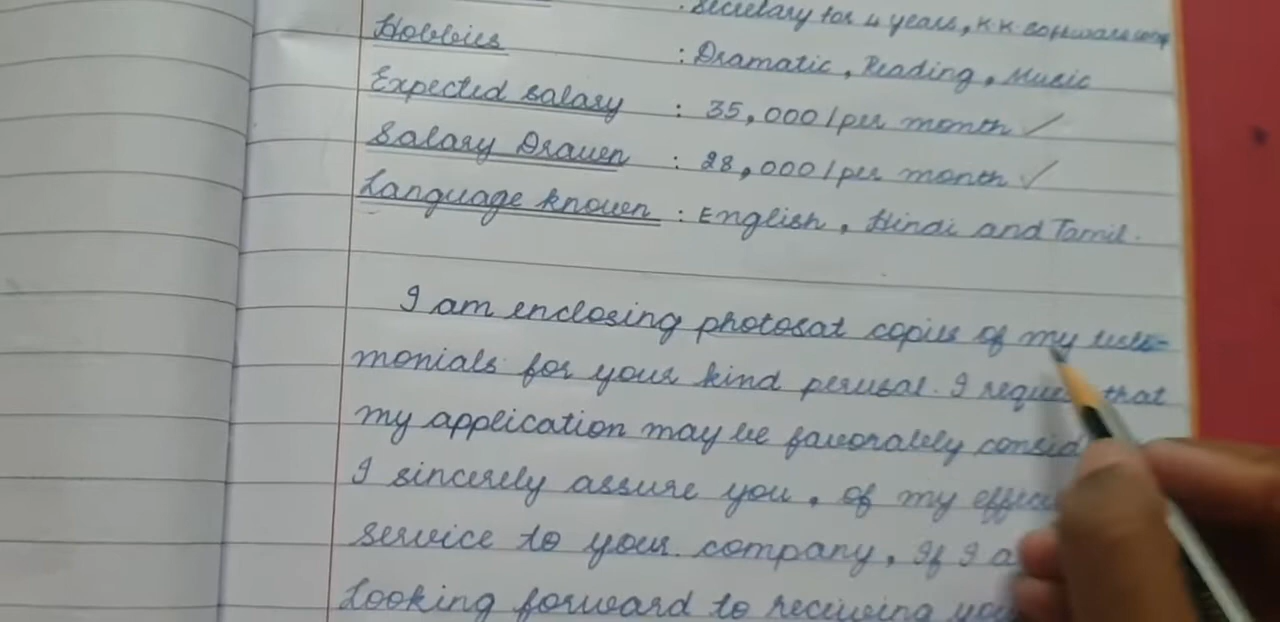 : Secretary for 4 years, K.K. Software comp
Hobbies : Dramatic, Reading, Music
Expected salary : 35,000/per month ✓
Salary Drawn : 28,000/per month ✓
Language known : English, Hindi and Tamil.
I am enclosing photosat copies of my testi-
monials for your kind perusal. I request that
my application may be favorably consid
I sincerely assure you, of my
service to your company, If I
Looking forward to receiving